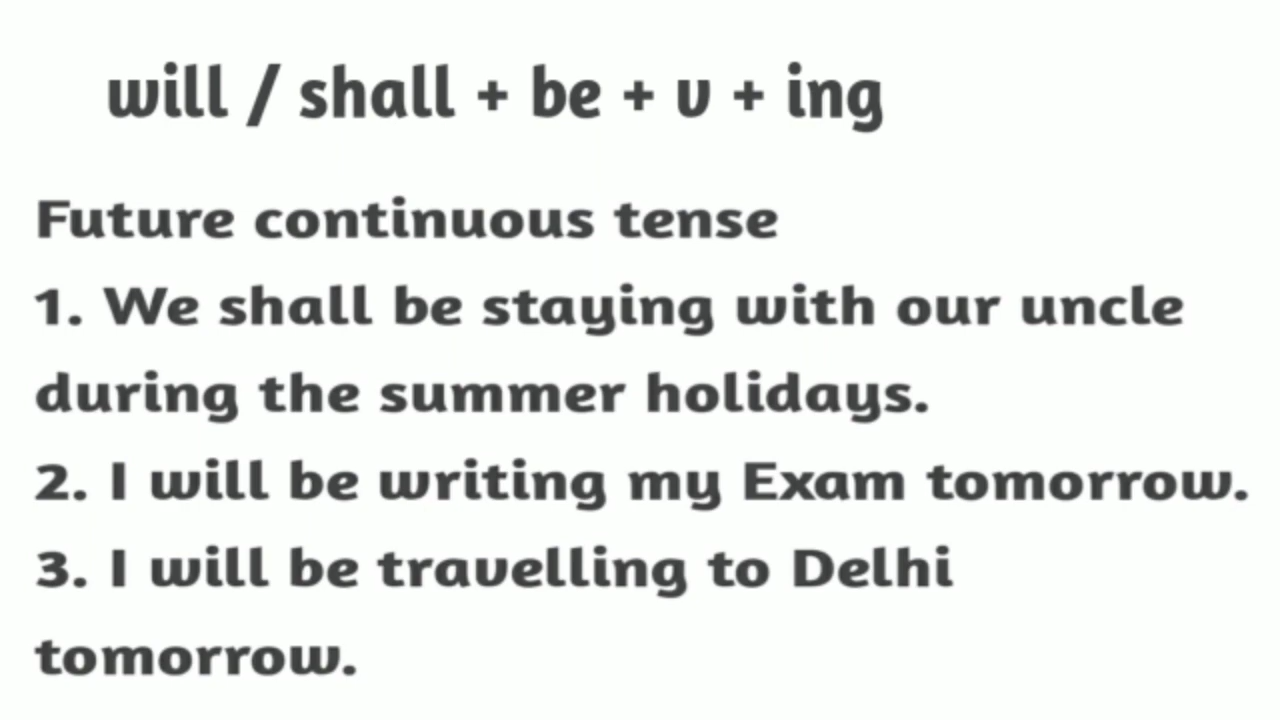 will / shall + be + v + ing
Future continuous tense
1. We shall be staying with our uncle
during the summer holidays.
2. I will be writing my Exam tomorrow.
3. I will be travelling to Delhi
tomorrow.